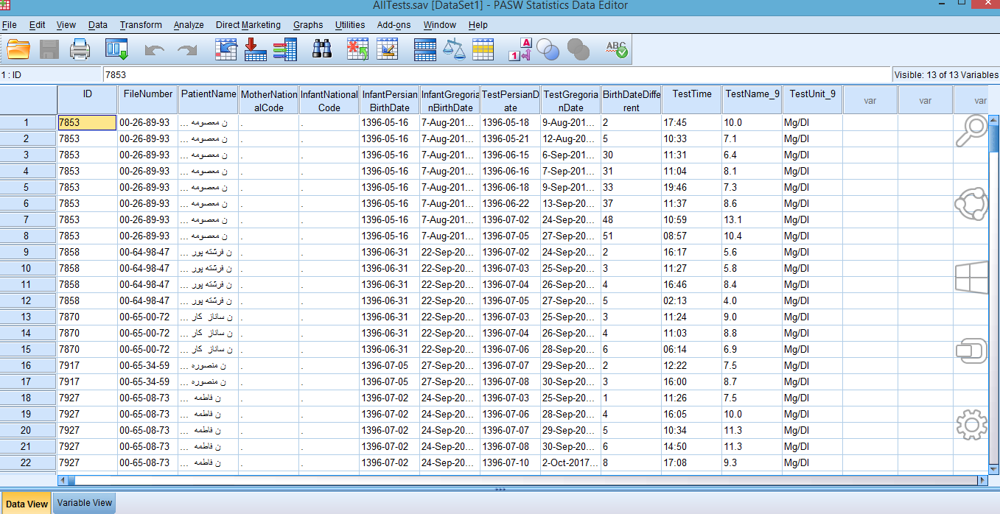 AllTests.sav [DataSet1] - PASW Statistics Data Editor
File Edit View Data Transform Analyze Direct Marketing Graphs Utilities Add-ons Window Help
1 A ABC
1 : ID 7853 Visible: 13 of 13 Variables
ID FileNumber PatientName MotherNationalCode InfantNationalCode InfantPersianBirthDate InfantGregorianBirthDate TestPersianDate TestGregorianDate BirthDateDifferent TestTime TestName_9 TestUnit_9 var var var
1 7853 00-26-89-93 ن معصومه ... . . 1396-05-16 7-Aug-201... 1396-05-18 9-Aug-201... 2 17:45 10.0 Mg/Dl
2 7853 00-26-89-93 ن معصومه ... . . 1396-05-16 7-Aug-201... 1396-05-21 12-Aug-20... 5 10:33 7.1 Mg/Dl
3 7853 00-26-89-93 ن معصومه ... . . 1396-05-16 7-Aug-201... 1396-06-15 6-Sep-201... 30 11:31 6.4 Mg/Dl
4 7853 00-26-89-93 ن معصومه ... . . 1396-05-16 7-Aug-201... 1396-06-16 7-Sep-201... 31 11:04 8.1 Mg/Dl
5 7853 00-26-89-93 ن معصومه ... . . 1396-05-16 7-Aug-201... 1396-06-18 9-Sep-201... 33 19:46 7.3 Mg/Dl
6 7853 00-26-89-93 ن معصومه ... . . 1396-05-16 7-Aug-201... 1396-06-22 13-Sep-20... 37 11:37 8.6 Mg/Dl
7 7853 00-26-89-93 ن معصومه ... . . 1396-05-16 7-Aug-201... 1396-07-02 24-Sep-20... 48 10:59 13.1 Mg/Dl
8 7853 00-26-89-93 ن معصومه ... . . 1396-05-16 7-Aug-201... 1396-07-05 27-Sep-20... 51 08:57 10.4 Mg/Dl
9 7858 00-64-98-47 ن فرشته پور ... . . 1396-06-31 22-Sep-20... 1396-07-02 24-Sep-20... 2 16:17 5.6 Mg/Dl
10 7858 00-64-98-47 ن فرشته پور ... . . 1396-06-31 22-Sep-20... 1396-07-03 25-Sep-20... 3 11:27 5.8 Mg/Dl
11 7858 00-64-98-47 ن فرشته پور ... . . 1396-06-31 22-Sep-20... 1396-07-04 26-Sep-20... 4 16:46 8.4 Mg/Dl
12 7858 00-64-98-47 ن فرشته پور ... . . 1396-06-31 22-Sep-20... 1396-07-05 27-Sep-20... 5 02:13 4.0 Mg/Dl
13 7870 00-65-00-72 ن ساناز کار ... . . 1396-06-31 22-Sep-20... 1396-07-03 25-Sep-20... 3 11:24 9.0 Mg/Dl
14 7870 00-65-00-72 ن ساناز کار ... . . 1396-06-31 22-Sep-20... 1396-07-04 26-Sep-20... 4 11:03 8.8 Mg/Dl
15 7870 00-65-00-72 ن ساناز کار ... . . 1396-06-31 22-Sep-20... 1396-07-06 28-Sep-20... 6 06:14 6.9 Mg/Dl
16 7917 00-65-34-59 ن منصوره ... . . 1396-07-05 27-Sep-20... 1396-07-07 29-Sep-20... 2 12:22 7.5 Mg/Dl
17 7917 00-65-34-59 ن منصوره ... . . 1396-07-05 27-Sep-20... 1396-07-08 30-Sep-20... 3 16:00 8.7 Mg/Dl
18 7927 00-65-08-73 ن فاطمه ... . . 1396-07-02 24-Sep-20... 1396-07-03 25-Sep-20... 1 11:26 7.5 Mg/Dl
19 7927 00-65-08-73 ن فاطمه ... . . 1396-07-02 24-Sep-20... 1396-07-06 28-Sep-20... 4 16:05 10.0 Mg/Dl
20 7927 00-65-08-73 ن فاطمه ... . . 1396-07-02 24-Sep-20... 1396-07-07 29-Sep-20... 5 10:34 11.3 Mg/Dl
21 7927 00-65-08-73 ن فاطمه ... . . 1396-07-02 24-Sep-20... 1396-07-08 30-Sep-20... 6 14:50 11.3 Mg/Dl
22 7927 00-65-08-73 ن فاطمه ... . . 1396-07-02 24-Sep-20... 1396-07-10 2-Oct-2017... 8 17:08 9.3 Mg/Dl
Data View Variable View